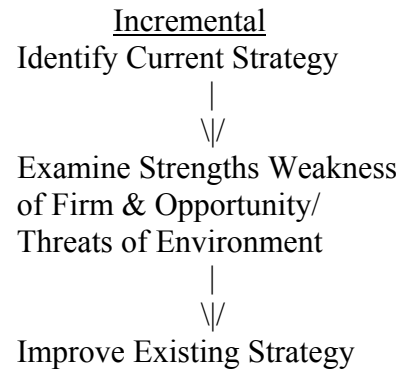 Incremental
Identify Current Strategy
|
\|/
Examine Strengths Weakness
of Firm & Opportunity/
Threats of Environment
|
\|/
Improve Existing Strategy